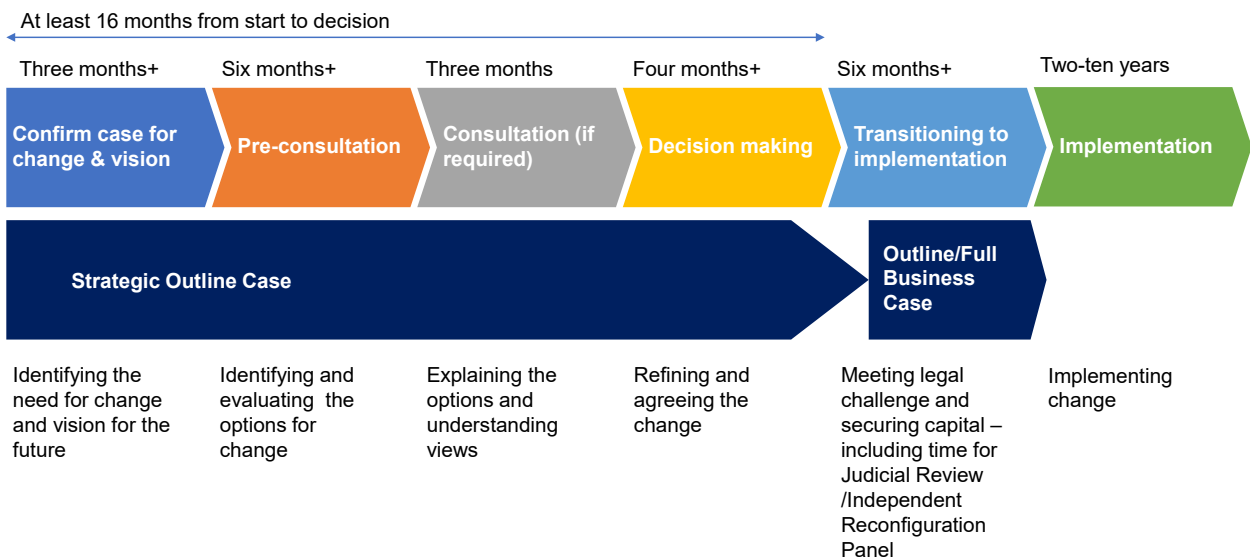 At least 16 months from start to decision
Three months+
Six months+
Three months
Four months+
Six months+
Two-ten years
Confirm case for
change & vision
Pre-consultation
Consultation (if
required)
Decision making
Transitioning to
implementation
Implementation
Strategic Outline Case
Outline/Full
Business
Case
Identifying the
need for change
and vision for the
future
Identifying and
evaluating the
options for
change
Explaining the
options and
understanding
views
Refining and
agreeing the
change
Meeting legal
challenge and
securing capital –
including time for
Judicial Review
/Independent
Reconfiguration
Panel
Implementing
change